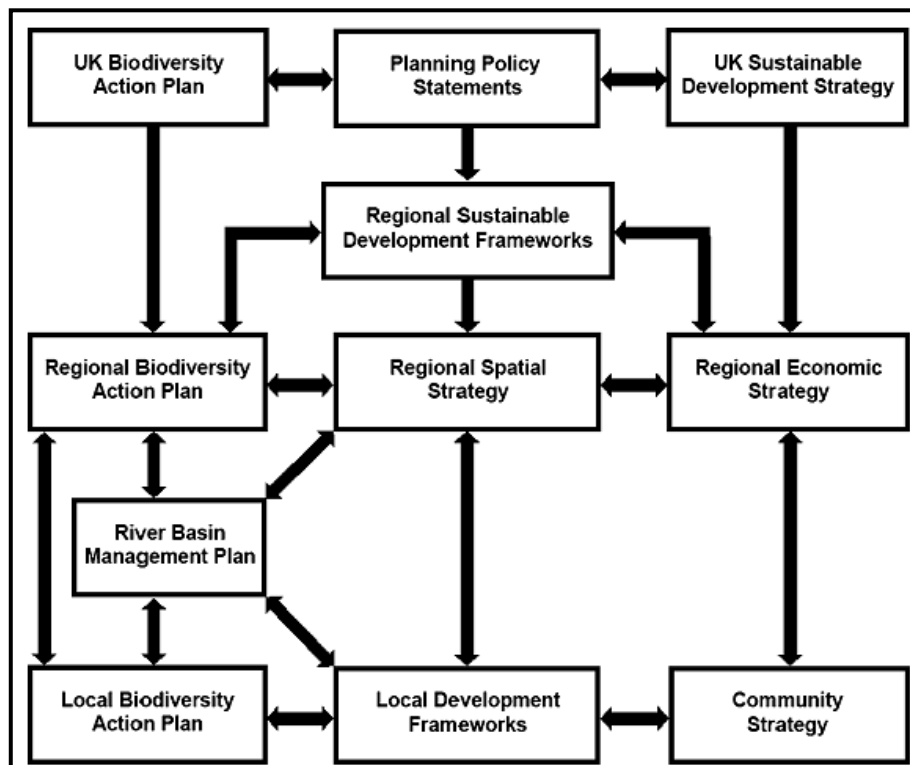 UK Biodiversity
Action Plan
Planning Policy
Statements
UK Sustainable
Development Strategy
Regional Sustainable
Development Frameworks
Regional Biodiversity
Action Plan
Regional Spatial
Strategy
Regional Economic
Strategy
River Basin
Management Plan
Local Biodiversity
Action Plan
Local Development
Frameworks
Community
Strategy